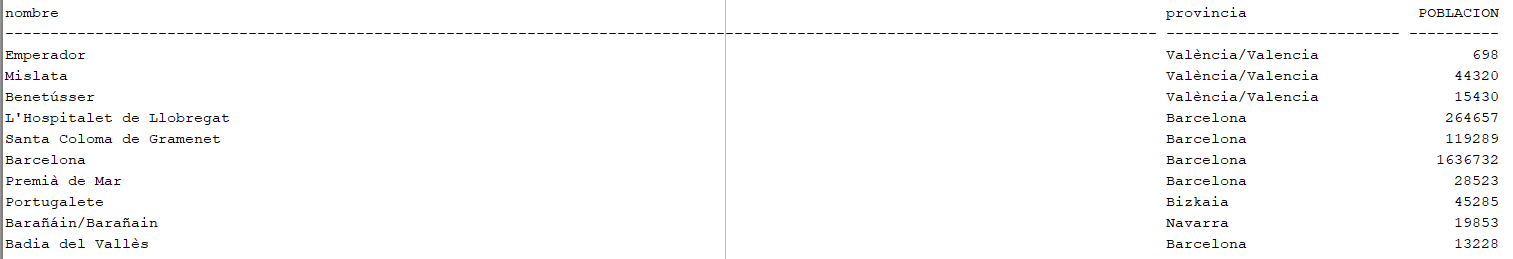 nombre provincia POBLACION
------------------------------------------------------------------------------------------------------------------------------- -------------------------- ----------
Emperador València/Valencia 698
Mislata València/Valencia 44320
Benetússer València/Valencia 15430
L'Hospitalet de Llobregat Barcelona 264657
Santa Coloma de Gramenet Barcelona 119289
Barcelona Barcelona 1636732
Premià de Mar Barcelona 28523
Portugalete Bizkaia 45285
Barañáin/Barañain Navarra 19853
Badia del Vallès Barcelona 13228